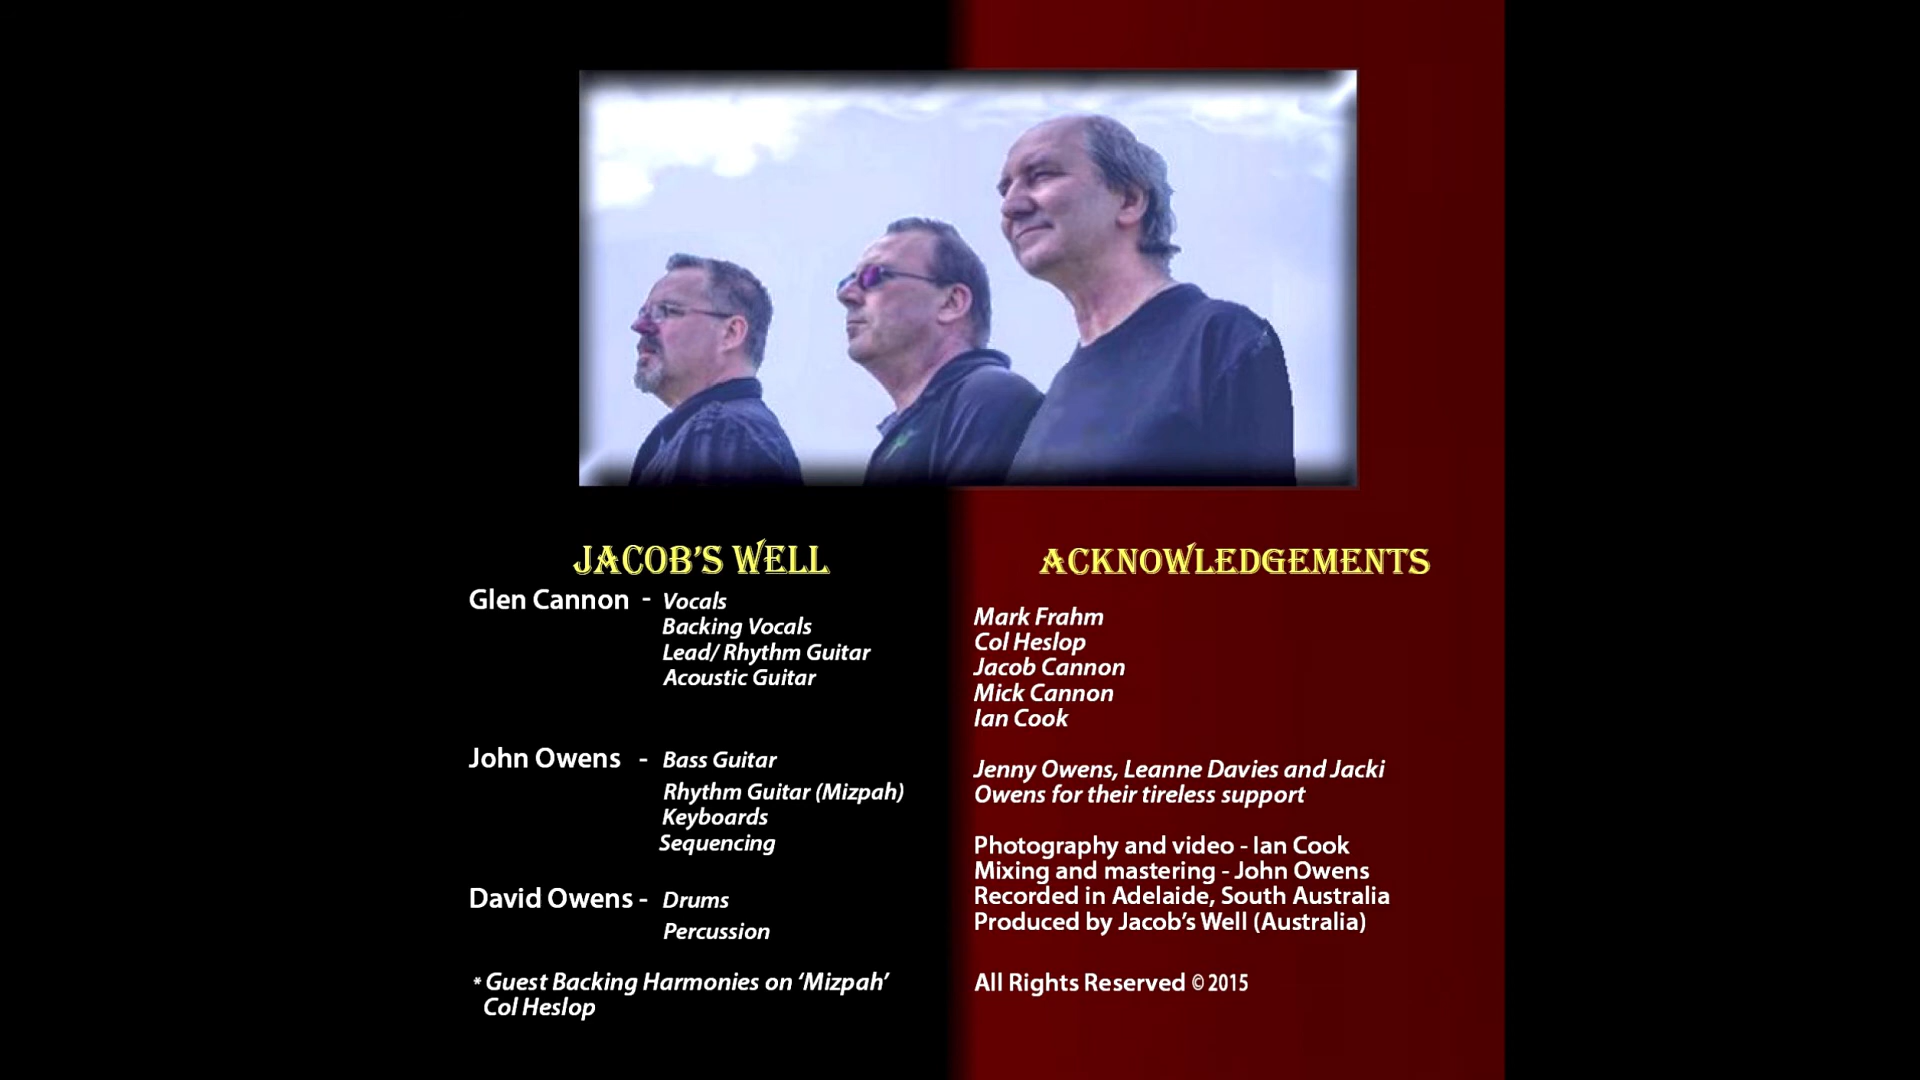 JACOB'S WELL
Glen Cannon - Vocals
Backing Vocals
Lead/ Rhythm Guitar
Acoustic Guitar
John Owens - Bass Guitar
Rhythm Guitar (Mizpah)
Keyboards
Sequencing
David Owens - Drums
Percussion
* Guest Backing Harmonies on ‘Mizpah’
Col Heslop
ACKNOWLEDGEMENTS
Mark Frahm
Col Heslop
Jacob Cannon
Mick Cannon
Ian Cook
Jenny Owens, Leanne Davies and Jacki
Owens for their tireless support
Photography and video - Ian Cook
Mixing and mastering - John Owens
Recorded in Adelaide, South Australia
Produced by Jacob's Well (Australia)
All Rights Reserved © 2015